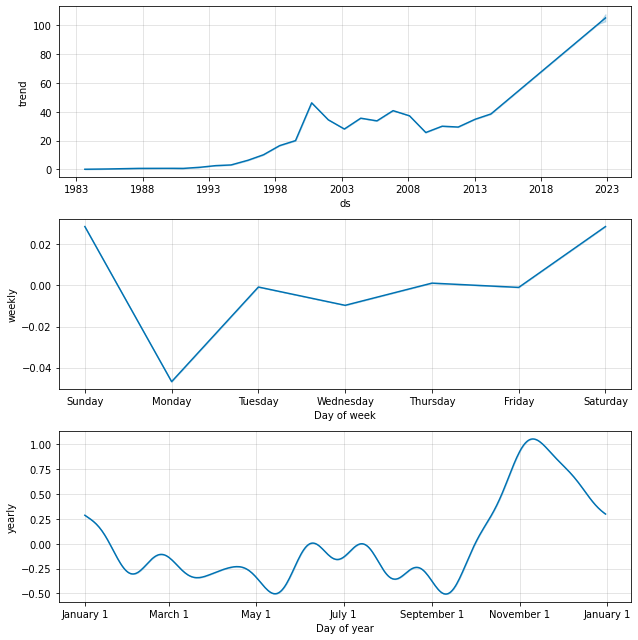 100
80
60
40
20
0
trend
1983 1988 1993 1998 2003 2008 2013 2018 2023
ds
0.02
0.00
−0.02
−0.04
weekly
Sunday Monday Tuesday Wednesday Thursday Friday Saturday
Day of week
1.00
0.75
0.50
0.25
0.00
−0.25
−0.50
yearly
January 1 March 1 May 1 July 1 September 1 November 1 January 1
Day of year